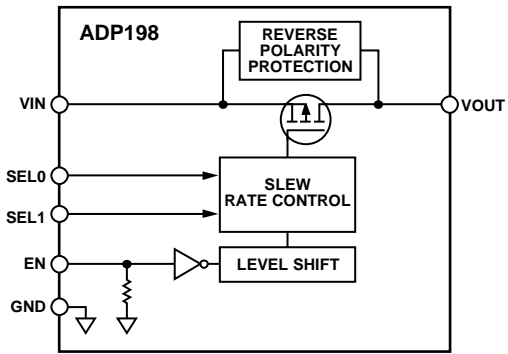 ADP198
REVERSE
POLARITY
PROTECTION
VIN
VOUT
SEL0
SLEW
RATE CONTROL
SEL1
EN
LEVEL SHIFT
GND